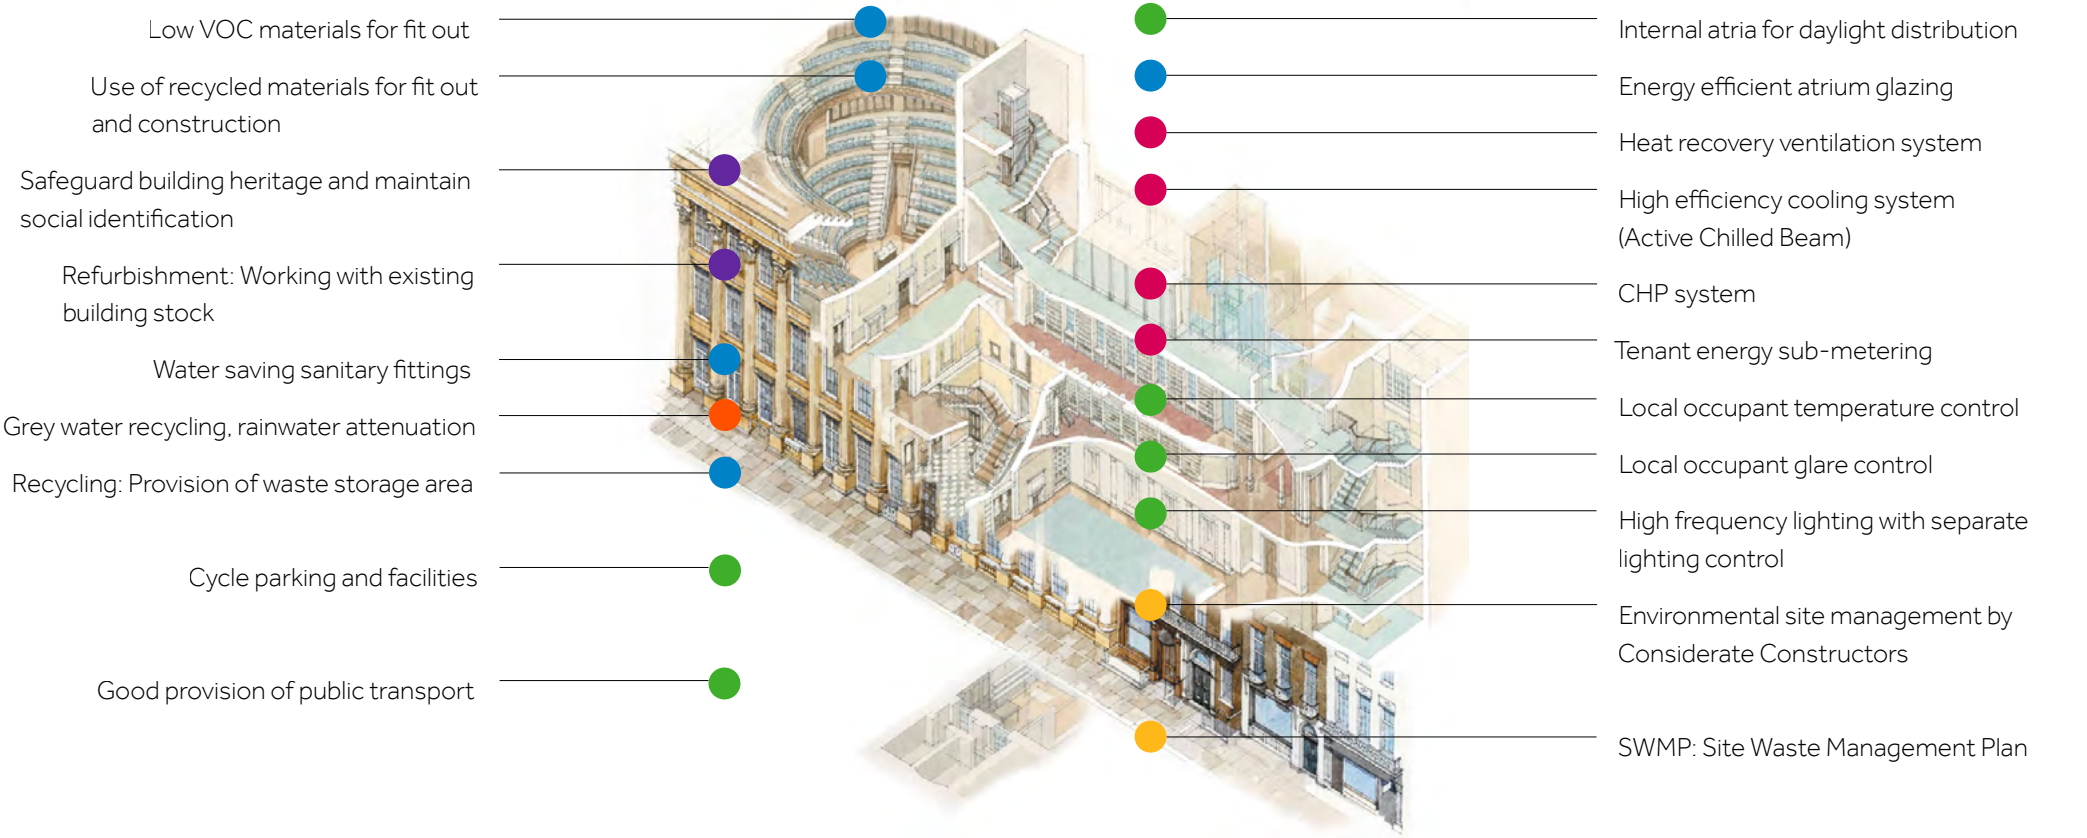 Low VOC materials for fit out
Use of recycled materials for fit out
and construction
Safeguard building heritage and maintain
social identification
Refurbishment: Working with existing
building stock
Water saving sanitary fittings
Grey water recycling, rainwater attenuation
Recycling: Provision of waste storage area
Cycle parking and facilities
Good provision of public transport
Internal atria for daylight distribution
Energy efficient atrium glazing
Heat recovery ventilation system
High efficiency cooling system
(Active Chilled Beam)
CHP system
Tenant energy sub-metering
Local occupant temperature control
Local occupant glare control
High frequency lighting with separate
lighting control
Environmental site management by
Considerate Constructors
SWMP: Site Waste Management Plan